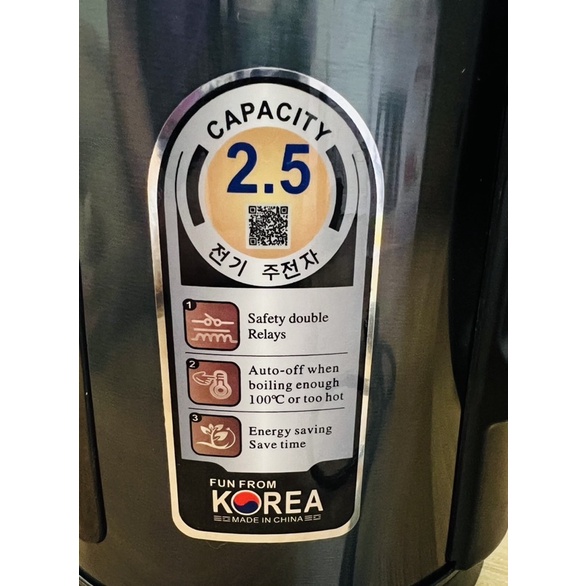 CAPACITY
2.5
전기 주전자
1
Safety double
Relays
2
Auto-off when
boiling enough
100℃ or too hot
3
Energy saving
Save time
FUN FROM
KOREA
MADE IN CHINA